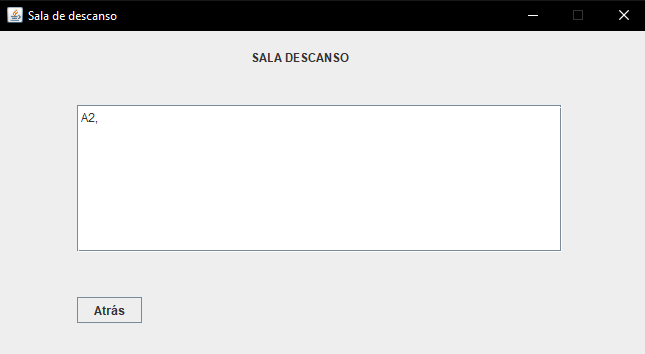 Sala de descanso
SALA DESCANSO
A2,
Atrás